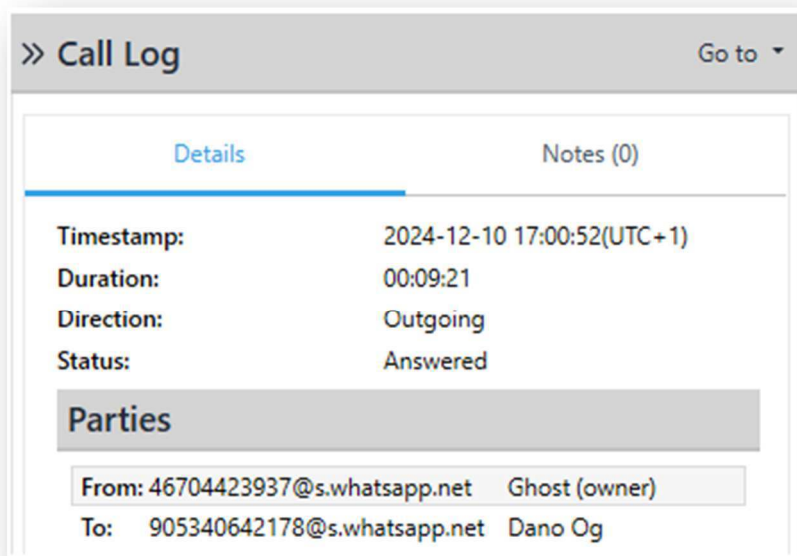 » Call Log Go to
Details Notes (0)
Timestamp: 2024-12-10 17:00:52(UTC+1)
Duration: 00:09:21
Direction: Outgoing
Status: Answered
Parties
From: 46704423937@s.whatsapp.net Ghost (owner)
To: 905340642178@s.whatsapp.net Dano Og